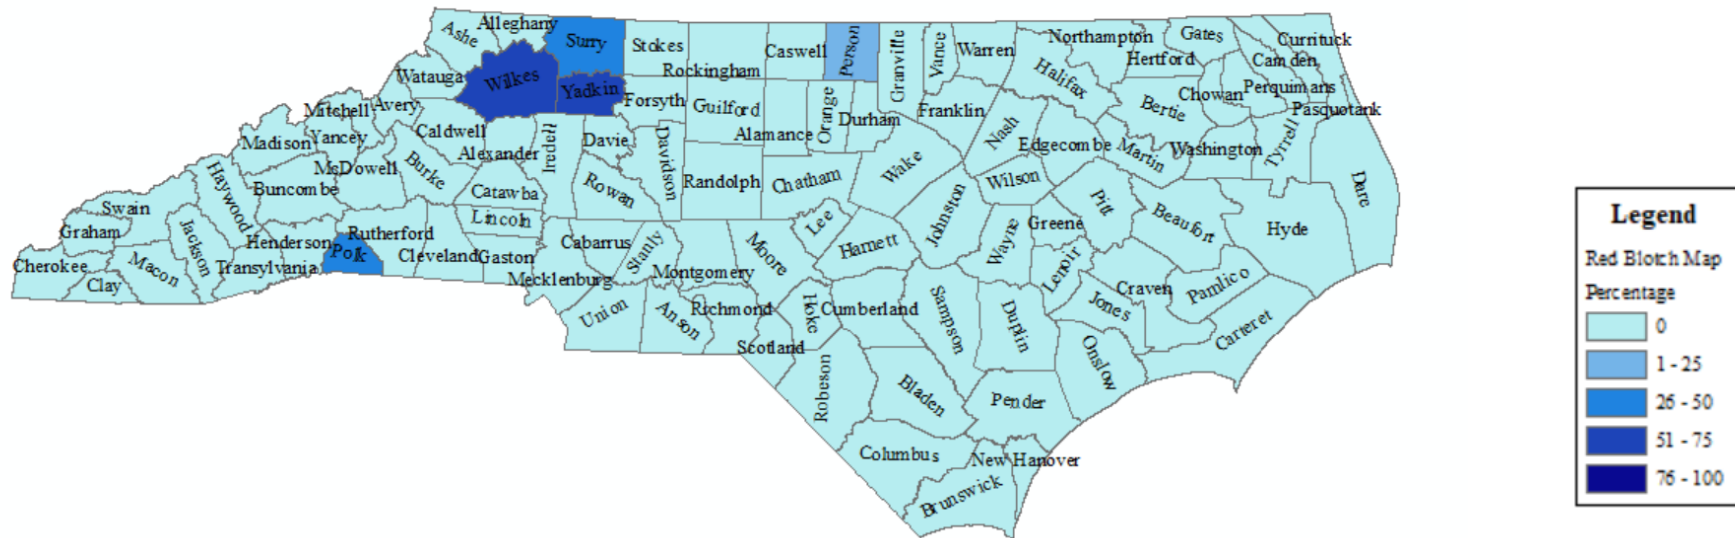 Alleghany
Ashe
Surry
Stokes
Rockingham
Caswell
Person
Granville
Vance
Warren
Northampton
Gates
Currituck
Camden
Hertford
Halifax
Watauga
Wilkes
Yadkin
Forsyth
Guilford
Alamance
Orange
Durham
Franklin
Nash
Edgecombe
Bertie
Chowan
Perquimans
Pasquotank
Mitchell
Avery
Yancey
Madison
Caldwell
Alexander
Iredell
Davie
Davidson
Randolph
Chatham
Wake
Wilson
Martin
Washington
Tyrrell
Dare
McDowell
Burke
Buncombe
Haywood
Catawba
Rowan
Lincoln
Swain
Graham
Jackson
Henderson
Rutherford
Polk
Cleveland
Gaston
Cabarrus
Stanly
Montgomery
Moore
Lee
Harnett
Johnston
Wayne
Greene
Pitt
Beaufort
Hyde
Cherokee
Clay
Macon
Transylvania
Mecklenburg
Union
Anson
Richmond
Hoke
Cumberland
Sampson
Duplin
Lenoir
Jones
Craven
Pamlico
Carteret
Scotland
Robeson
Bladen
Onslow
Pender
Columbus
New Hanover
Brunswick
Legend
Red Blotch Map
Percentage
0
1 - 25
26 - 50
51 - 75
76 - 100